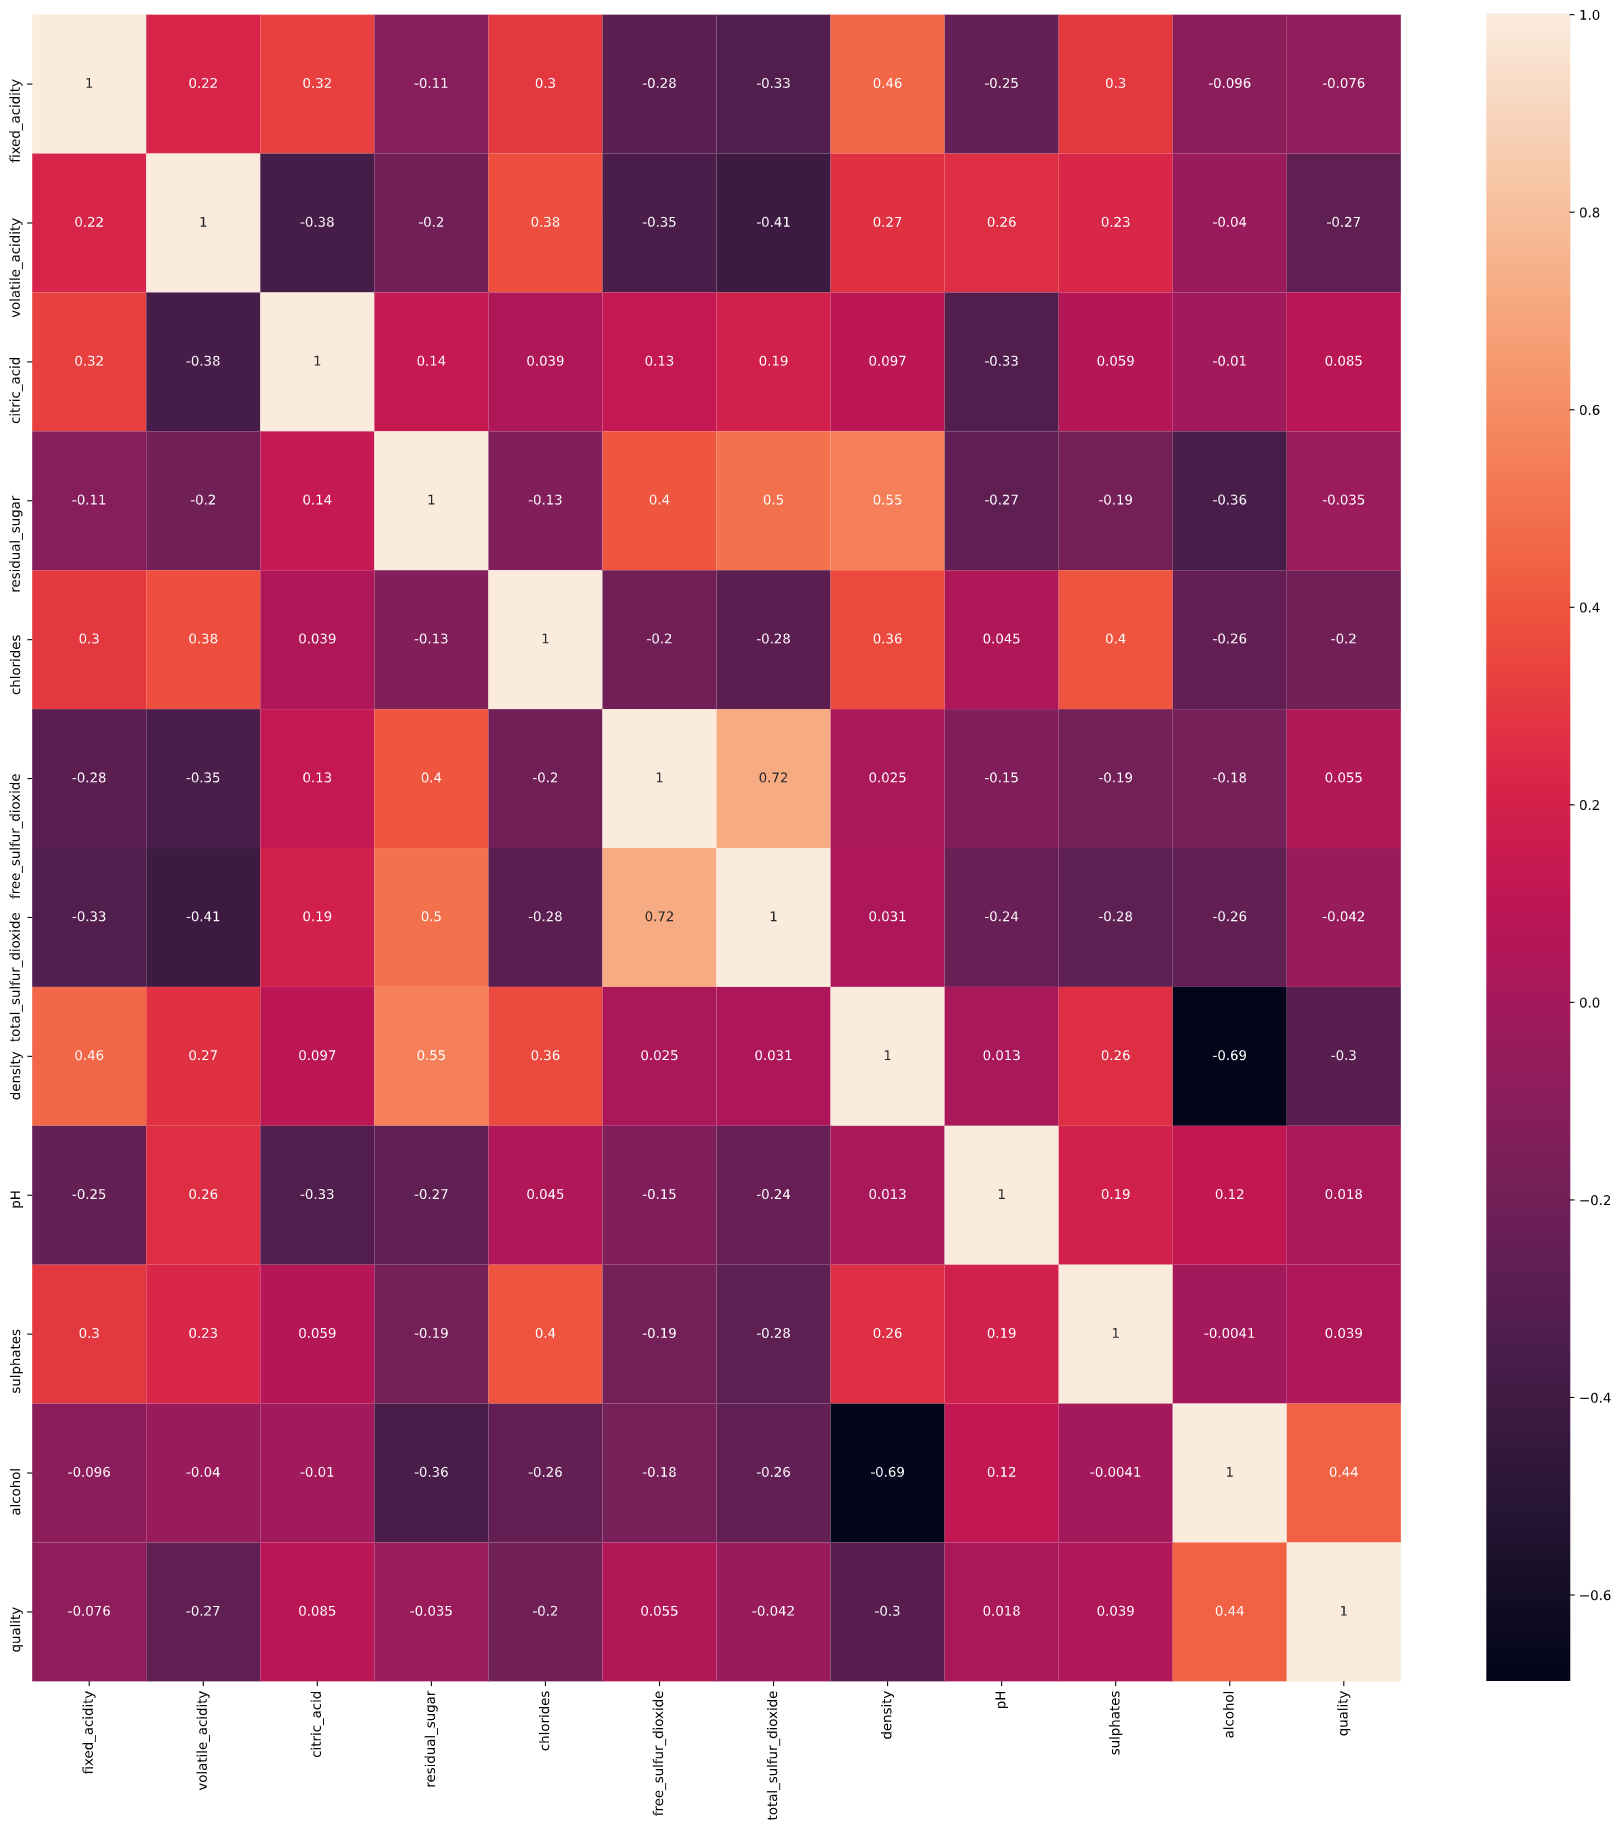 fixed_acidity 1 0.22 0.32 -0.11 0.3 -0.28 -0.33 0.46 -0.25 0.3 -0.096 -0.076
volatile_acidity 0.22 1 -0.38 -0.2 0.38 -0.35 -0.41 0.27 0.26 0.23 -0.04 -0.27
citric_acid 0.32 -0.38 1 0.14 0.039 0.13 0.19 0.097 -0.33 0.059 -0.01 0.085
residual_sugar -0.11 -0.2 0.14 1 -0.13 0.4 0.5 0.55 -0.27 -0.19 -0.36 -0.035
chlorides 0.3 0.38 0.039 -0.13 1 -0.2 -0.28 0.36 0.045 0.4 -0.26 -0.2
free_sulfur_dioxide -0.28 -0.35 0.13 0.4 -0.2 1 0.72 0.025 -0.15 -0.19 -0.18 0.055
total_sulfur_dioxide -0.33 -0.41 0.19 0.5 -0.28 0.72 1 0.031 -0.24 -0.28 -0.26 -0.042
density 0.46 0.27 0.097 0.55 0.36 0.025 0.031 1 0.013 0.26 -0.69 -0.3
pH -0.25 0.26 -0.33 -0.27 0.045 -0.15 -0.24 0.013 1 0.19 0.12 0.018
sulphates 0.3 0.23 0.059 -0.19 0.4 -0.19 -0.28 0.26 0.19 1 -0.0041 0.039
alcohol -0.096 -0.04 -0.01 -0.36 -0.26 -0.18 -0.26 -0.69 0.12 -0.0041 1 0.44
quality -0.076 -0.27 0.085 -0.035 -0.2 0.055 -0.042 -0.3 0.018 0.039 0.44 1
fixed_acidity
volatile_acidity
citric_acid
residual_sugar
chlorides
free_sulfur_dioxide
total_sulfur_dioxide
density
pH
sulphates
alcohol
quality
1.0
0.8
0.6
0.4
0.2
0.0
−0.2
−0.4
−0.6